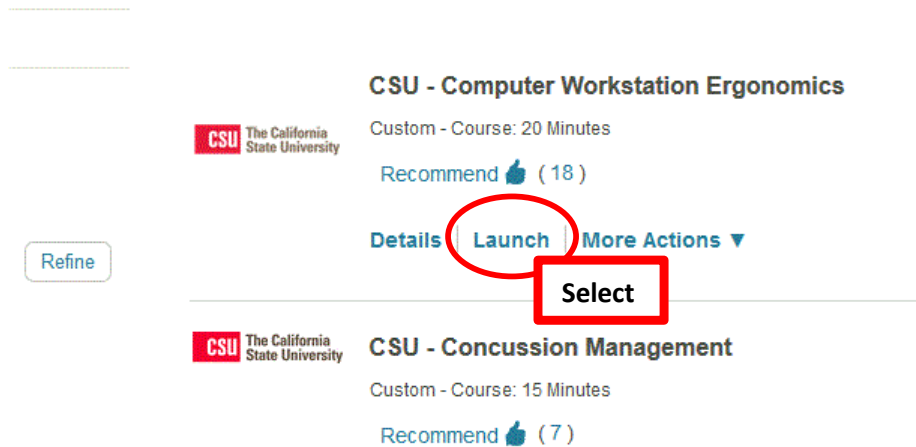 CSU - Computer Workstation Ergonomics
CSU The California
State University
Custom - Course: 20 Minutes
Recommend (18)
Details Launch More Actions ▼
Refine
Select
CSU The California
State University
CSU - Concussion Management
Custom - Course: 15 Minutes
Recommend (7)